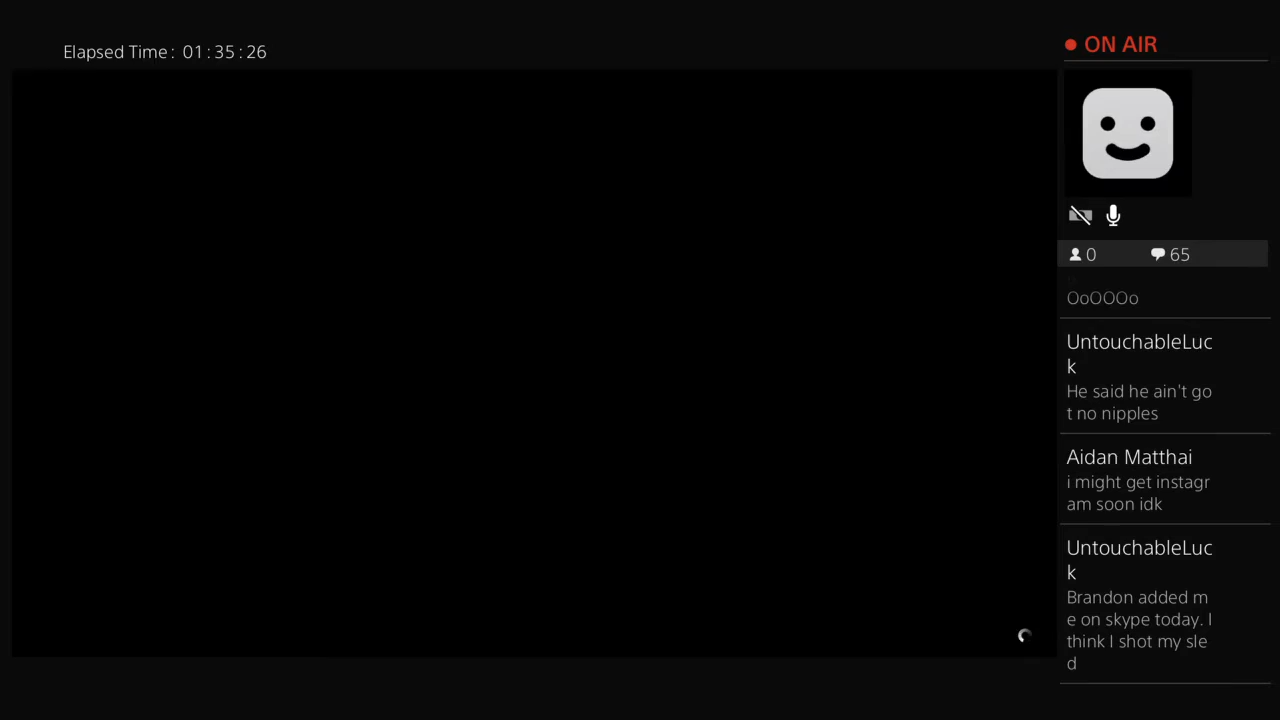 Elapsed Time: 01:35:26
ON AIR
0 65
OoOOOo
UntouchableLuc
k
He said he ain't go
t no nipples
Aidan Matthai
i might get instagr
am soon idk
UntouchableLuc
k
Brandon added m
e on skype today. I
think I shot my sle
d